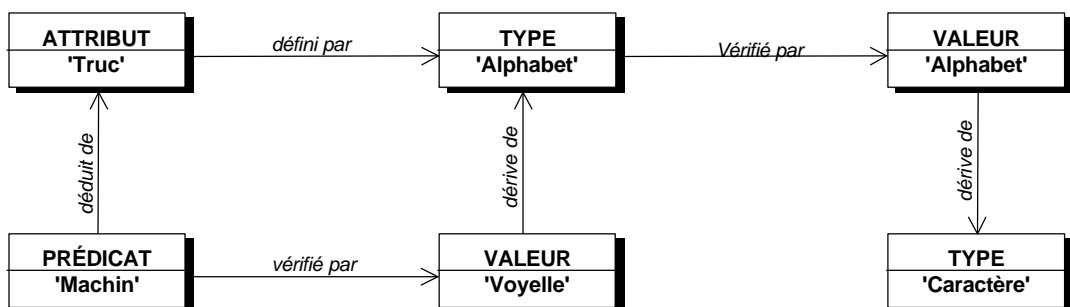 ATTRIBUT
'Truc'
défini par
TYPE
'Alphabet'
Vérifié par
VALEUR
'Alphabet'
déduit de
dérive de
dérive de
PRÉDICAT
'Machin'
vérifié par
VALEUR
'Voyelle'
TYPE
'Caractère'